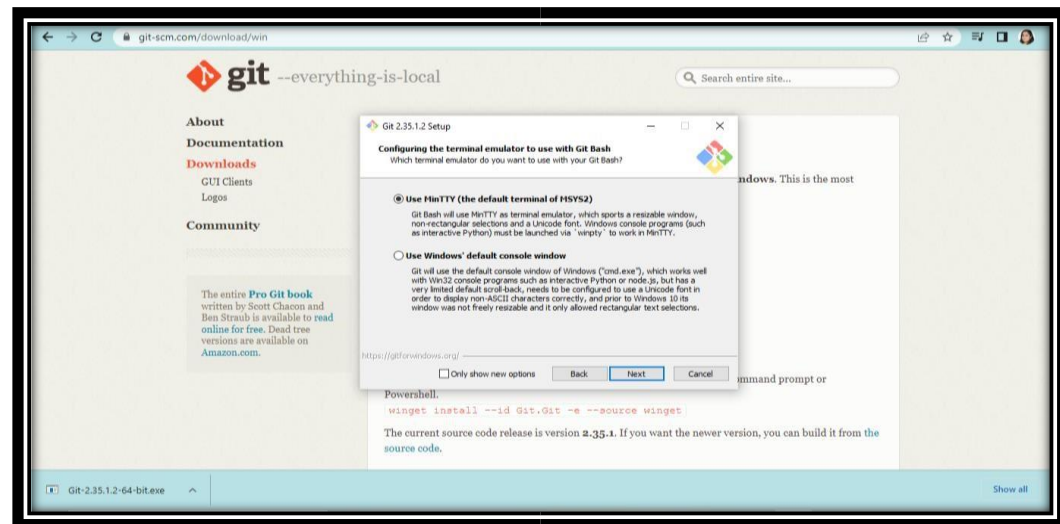 git-scm.com/download/win
git --everything-is-local
Search entire site...
About
Documentation
Downloads
GUI Clients
Logos
Community
The entire Pro Git book
written by Scott Chacon and
Ben Straub is available to read
online for free. Dead tree
versions are available on
Amazon.com.
Git 2.35.1.2 Setup
Configuring the terminal emulator to use with Git Bash
Which terminal emulator do you want to use with your Git Bash?
Use MinTTY (the default terminal of MSYS2)
Git Bash will use MinTTY as terminal emulator, which sports a resizable window,
non-rectangular selections and a Unicode font. Windows console programs (such
as interactive Python) must be launched via `winpty` to work in MinTTY.
Use Windows' default console window
Git will use the default console window of Windows ("cmd.exe"), which works well
with Win32 console programs such as interactive Python or node.js, but has a
very limited default scroll-back, needs to be configured to use a Unicode font in
order to display non-ASCII characters correctly, and prior to Windows 10 its
window was not freely resizable and it only allowed rectangular text selections.
https://gitforwindows.org/
Only show new options
Back
Next
Cancel
ndows. This is the most
ommand prompt or
Powershell.
winget install --id Git.Git -e --source winget
The current source code release is version 2.35.1. If you want the newer version, you can build it from the
source code.
Git-2.35.1.2-64-bit.exe
Show all